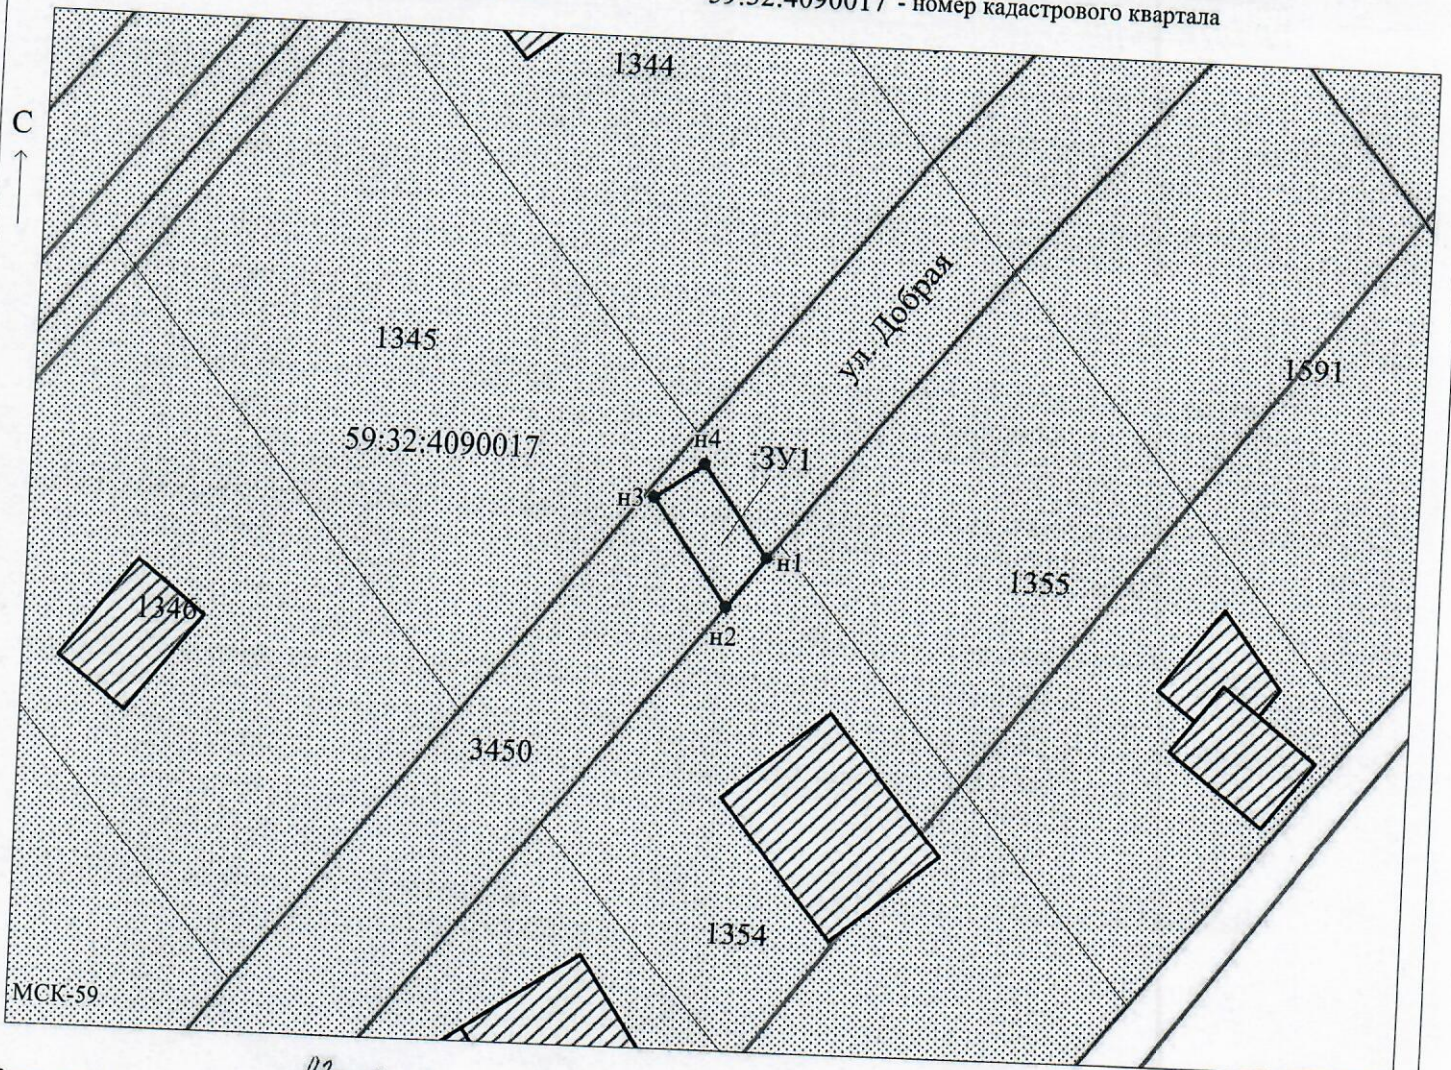 59:32:4090017 - номер кадастрового квартала
1344
С
ул. Добрая
1345
1591
59:32:4090017
н4
:ЗУ1
н3
н1
1355
1346
н2
3450
1354
МСК-59